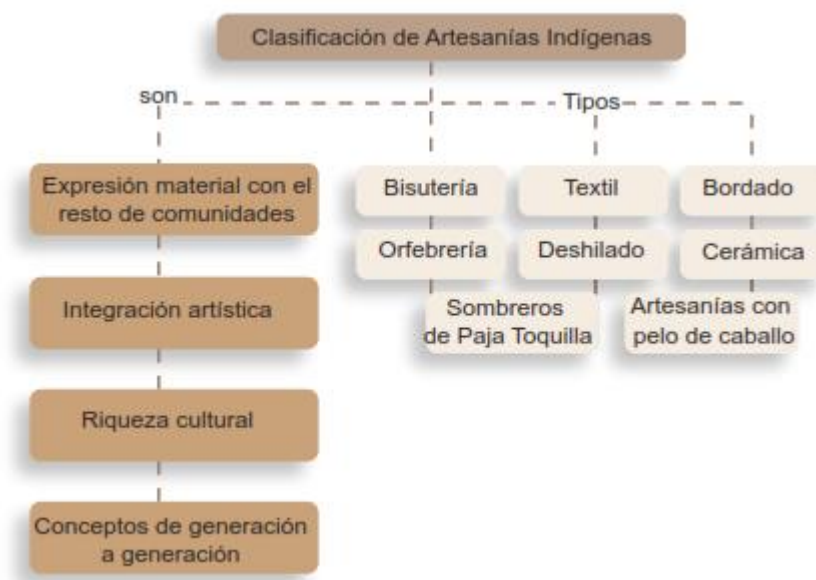 Clasificación de Artesanías Indígenas
son
Tipos
Expresión material con el
resto de comunidades
Integración artística
Riqueza cultural
Conceptos de generación
a generación
Bisutería
Textil
Bordado
Orfebrería
Deshilado
Cerámica
Sombreros
de Paja Toquilla
Artesanías con
pelo de caballo